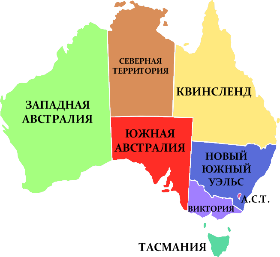 СЕВЕРНАЯ
ТЕРРИТОРИЯ
КВИНСЛЕНД
ЗАПАДНАЯ
АВСТРАЛИЯ
ЮЖНАЯ
АВСТРАЛИЯ
НОВЫЙ
ЮЖНЫЙ
УЭЛЬС
А.С.Т.
ВИКТОРИЯ
ТАСМАНИЯ